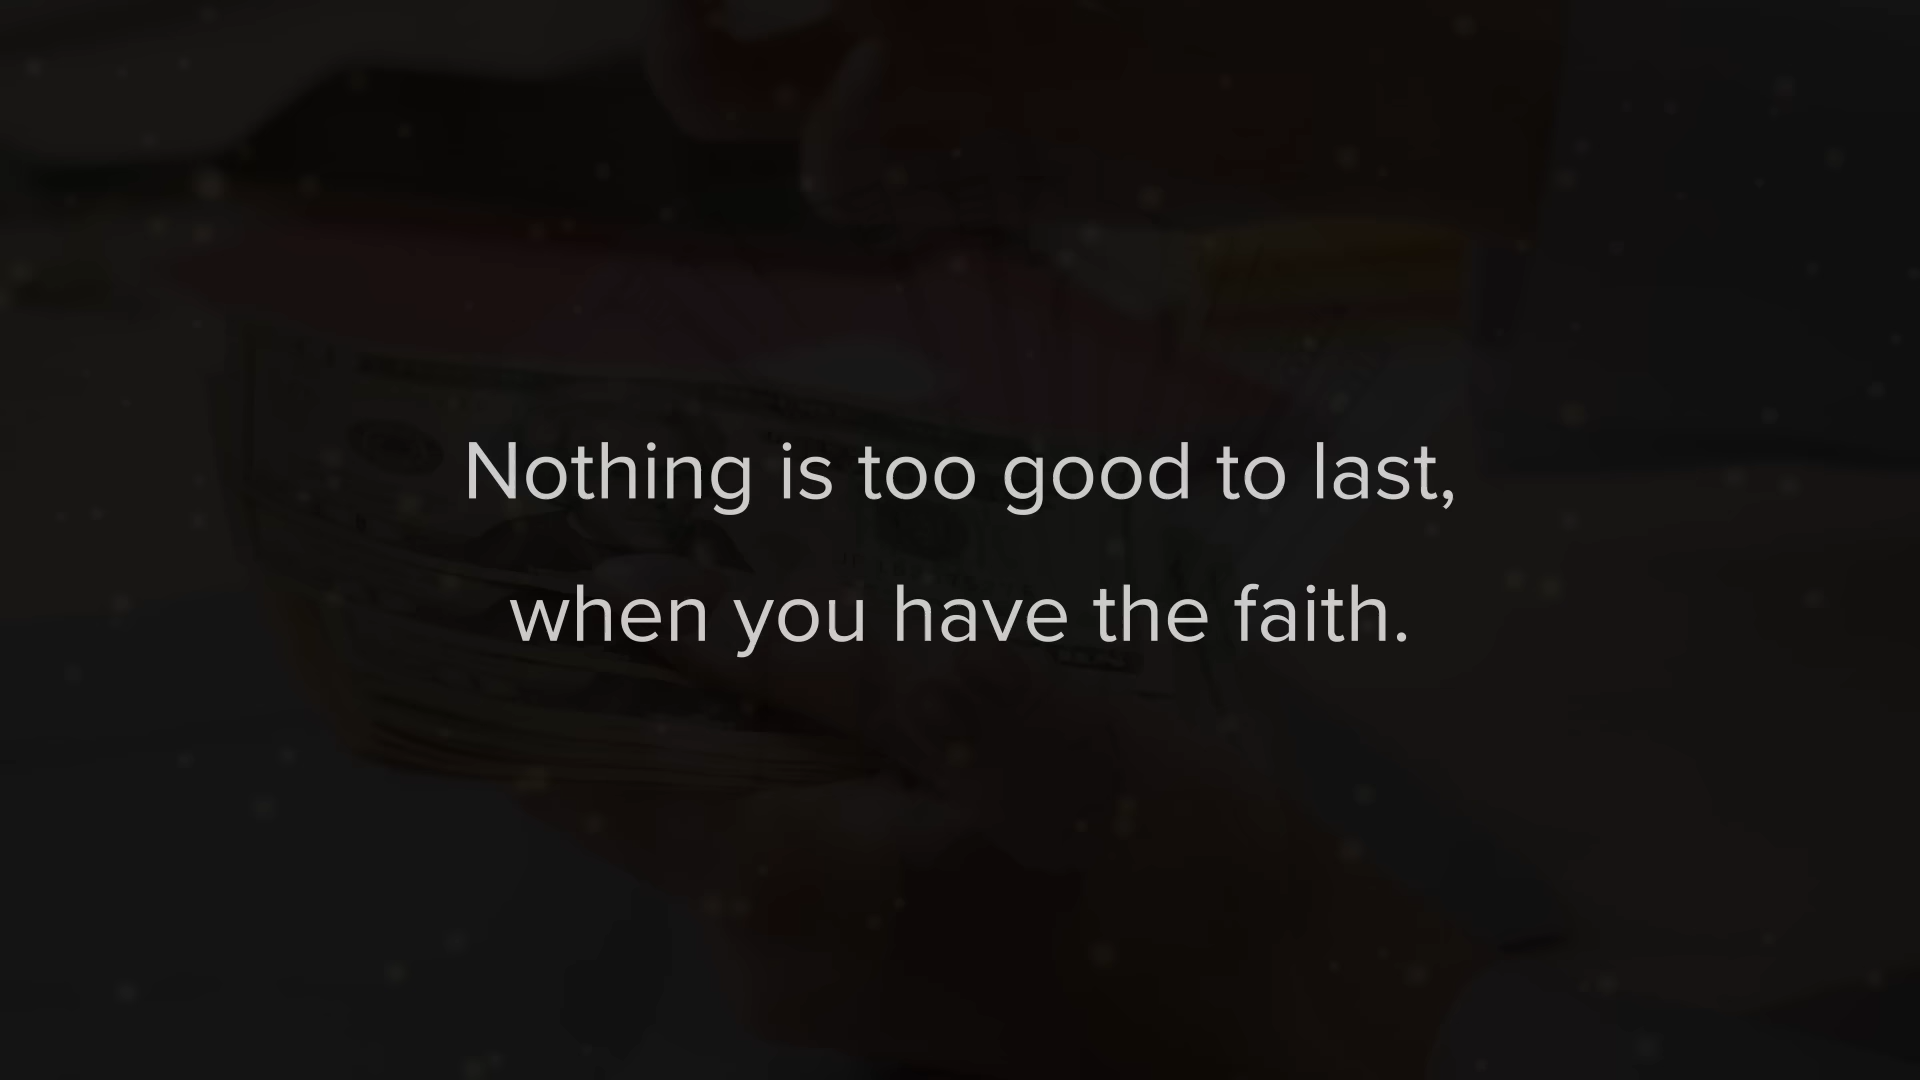 Nothing is too good to last,
when you have the faith.